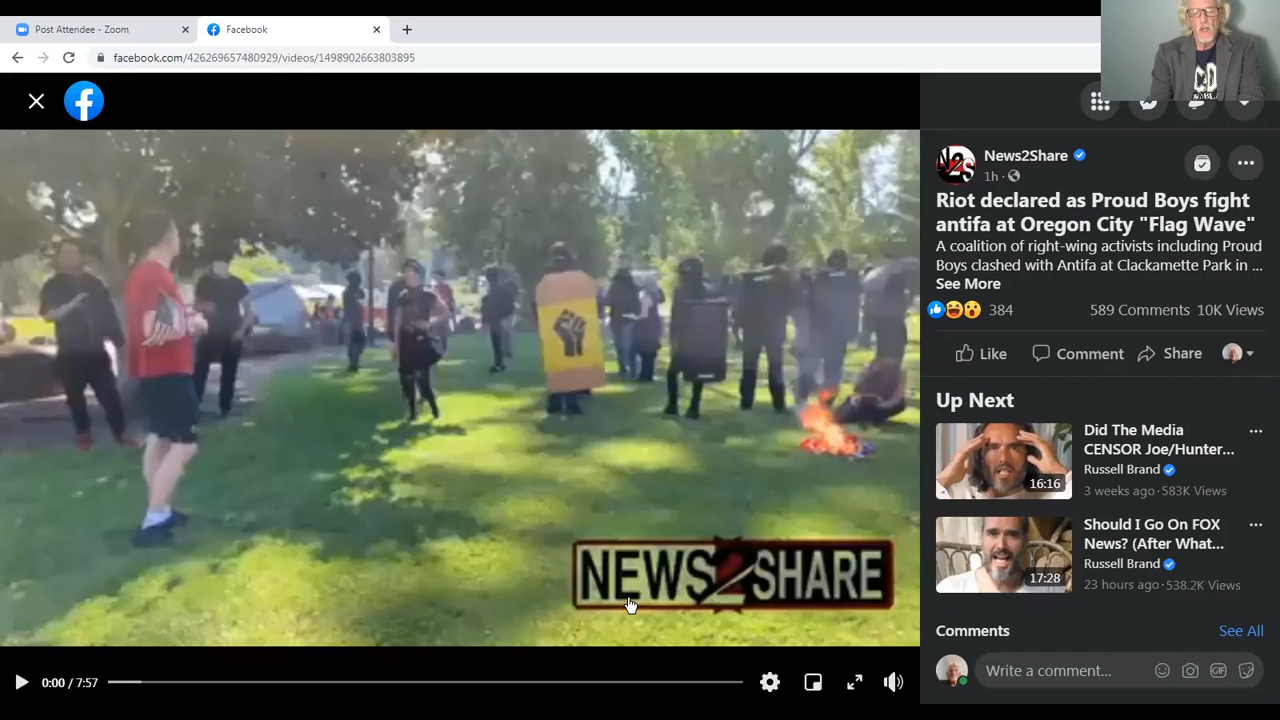 Post Attendee - Zoom
Facebook
facebook.com/426269657480929/videos/1498902663803895
NEWS2SHARE
0:00 / 7:57
N2S
News2Share
1h
Riot declared as Proud Boys fight
antifa at Oregon City "Flag Wave"
A coalition of right-wing activists including Proud
Boys clashed with Antifa at Clackamette Park in ...
See More
384
589 Comments 10K Views
Like
Comment
Share
Up Next
16:16
Did The Media
CENSOR Joe/Hunter...
Russell Brand
3 weeks ago · 583K Views
17:28
Should I Go On FOX
News? (After What...
Russell Brand
23 hours ago · 538.2K Views
Comments
See All
Write a comment...
GIF